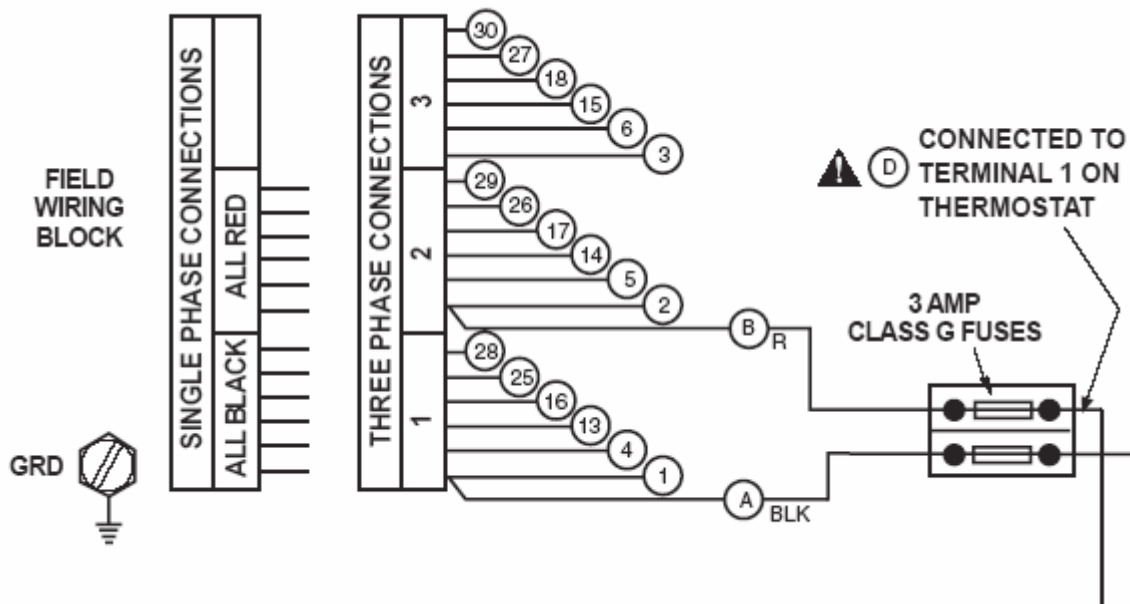 FIELD
WIRING
BLOCK
GRD
SINGLE PHASE CONNECTIONS
ALL RED
ALL BLACK
THREE PHASE CONNECTIONS
3
2
1
30
27
18
15
6
3
29
26
17
14
5
2
B
R
28
25
16
13
4
1
A
BLK
D
CONNECTED TO
TERMINAL 1 ON
THERMOSTAT
3 AMP
CLASS G FUSES